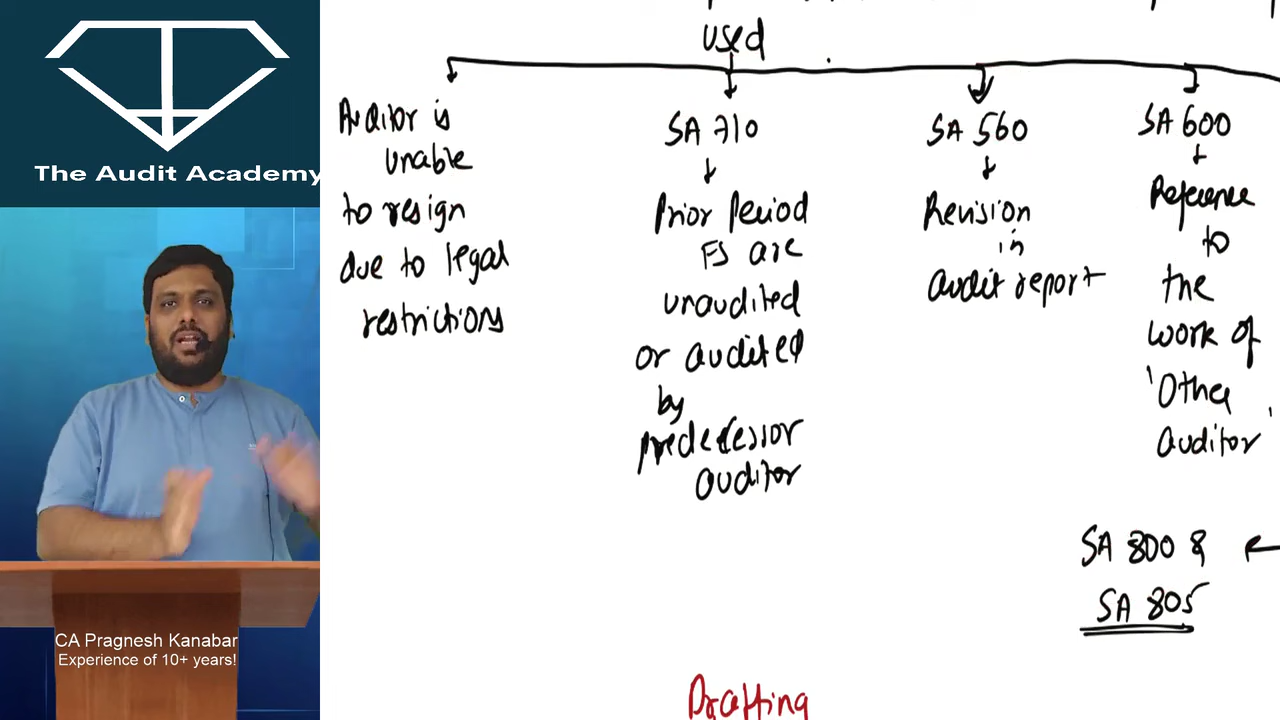 The Audit Academy
CA Pragnesh Kanabar
Experience of 10+ years!
used
Auditor is
unable
to resign
due to legal
restrictions
SA 710
Prior period
FS are
unaudited
or audited
by
predecessor
auditor
SA 560
Revision
in
audit report
SA 600
Reference
to
the
work of
'Other
auditor'
SA 800 &
SA 805
Drafting